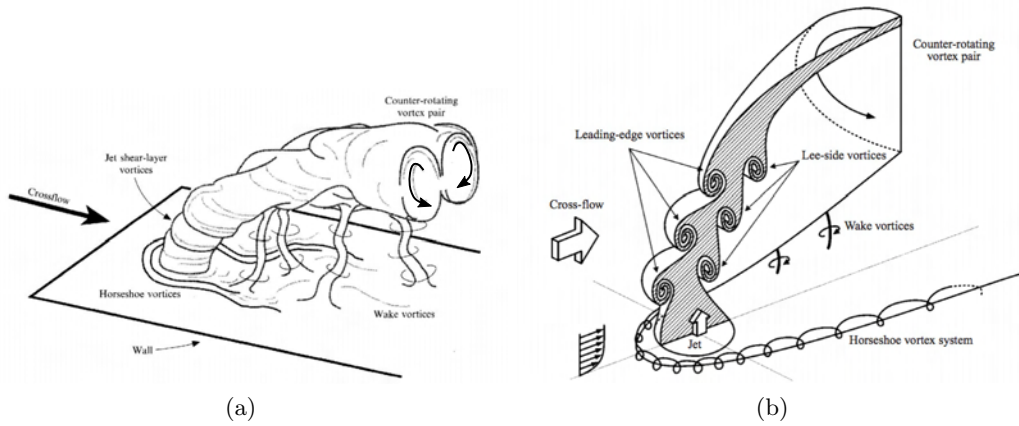 Counter-rotating
vortex pair
Jet shear-layer
vortices
Crossflow
Horseshoe vortices
Wake vortices
Wall
(a)
Counter-rotating
vortex pair
Leading-edge vortices
Lee-side vortices
Cross-flow
Wake vortices
Jet
Horseshoe vortex system
(b)